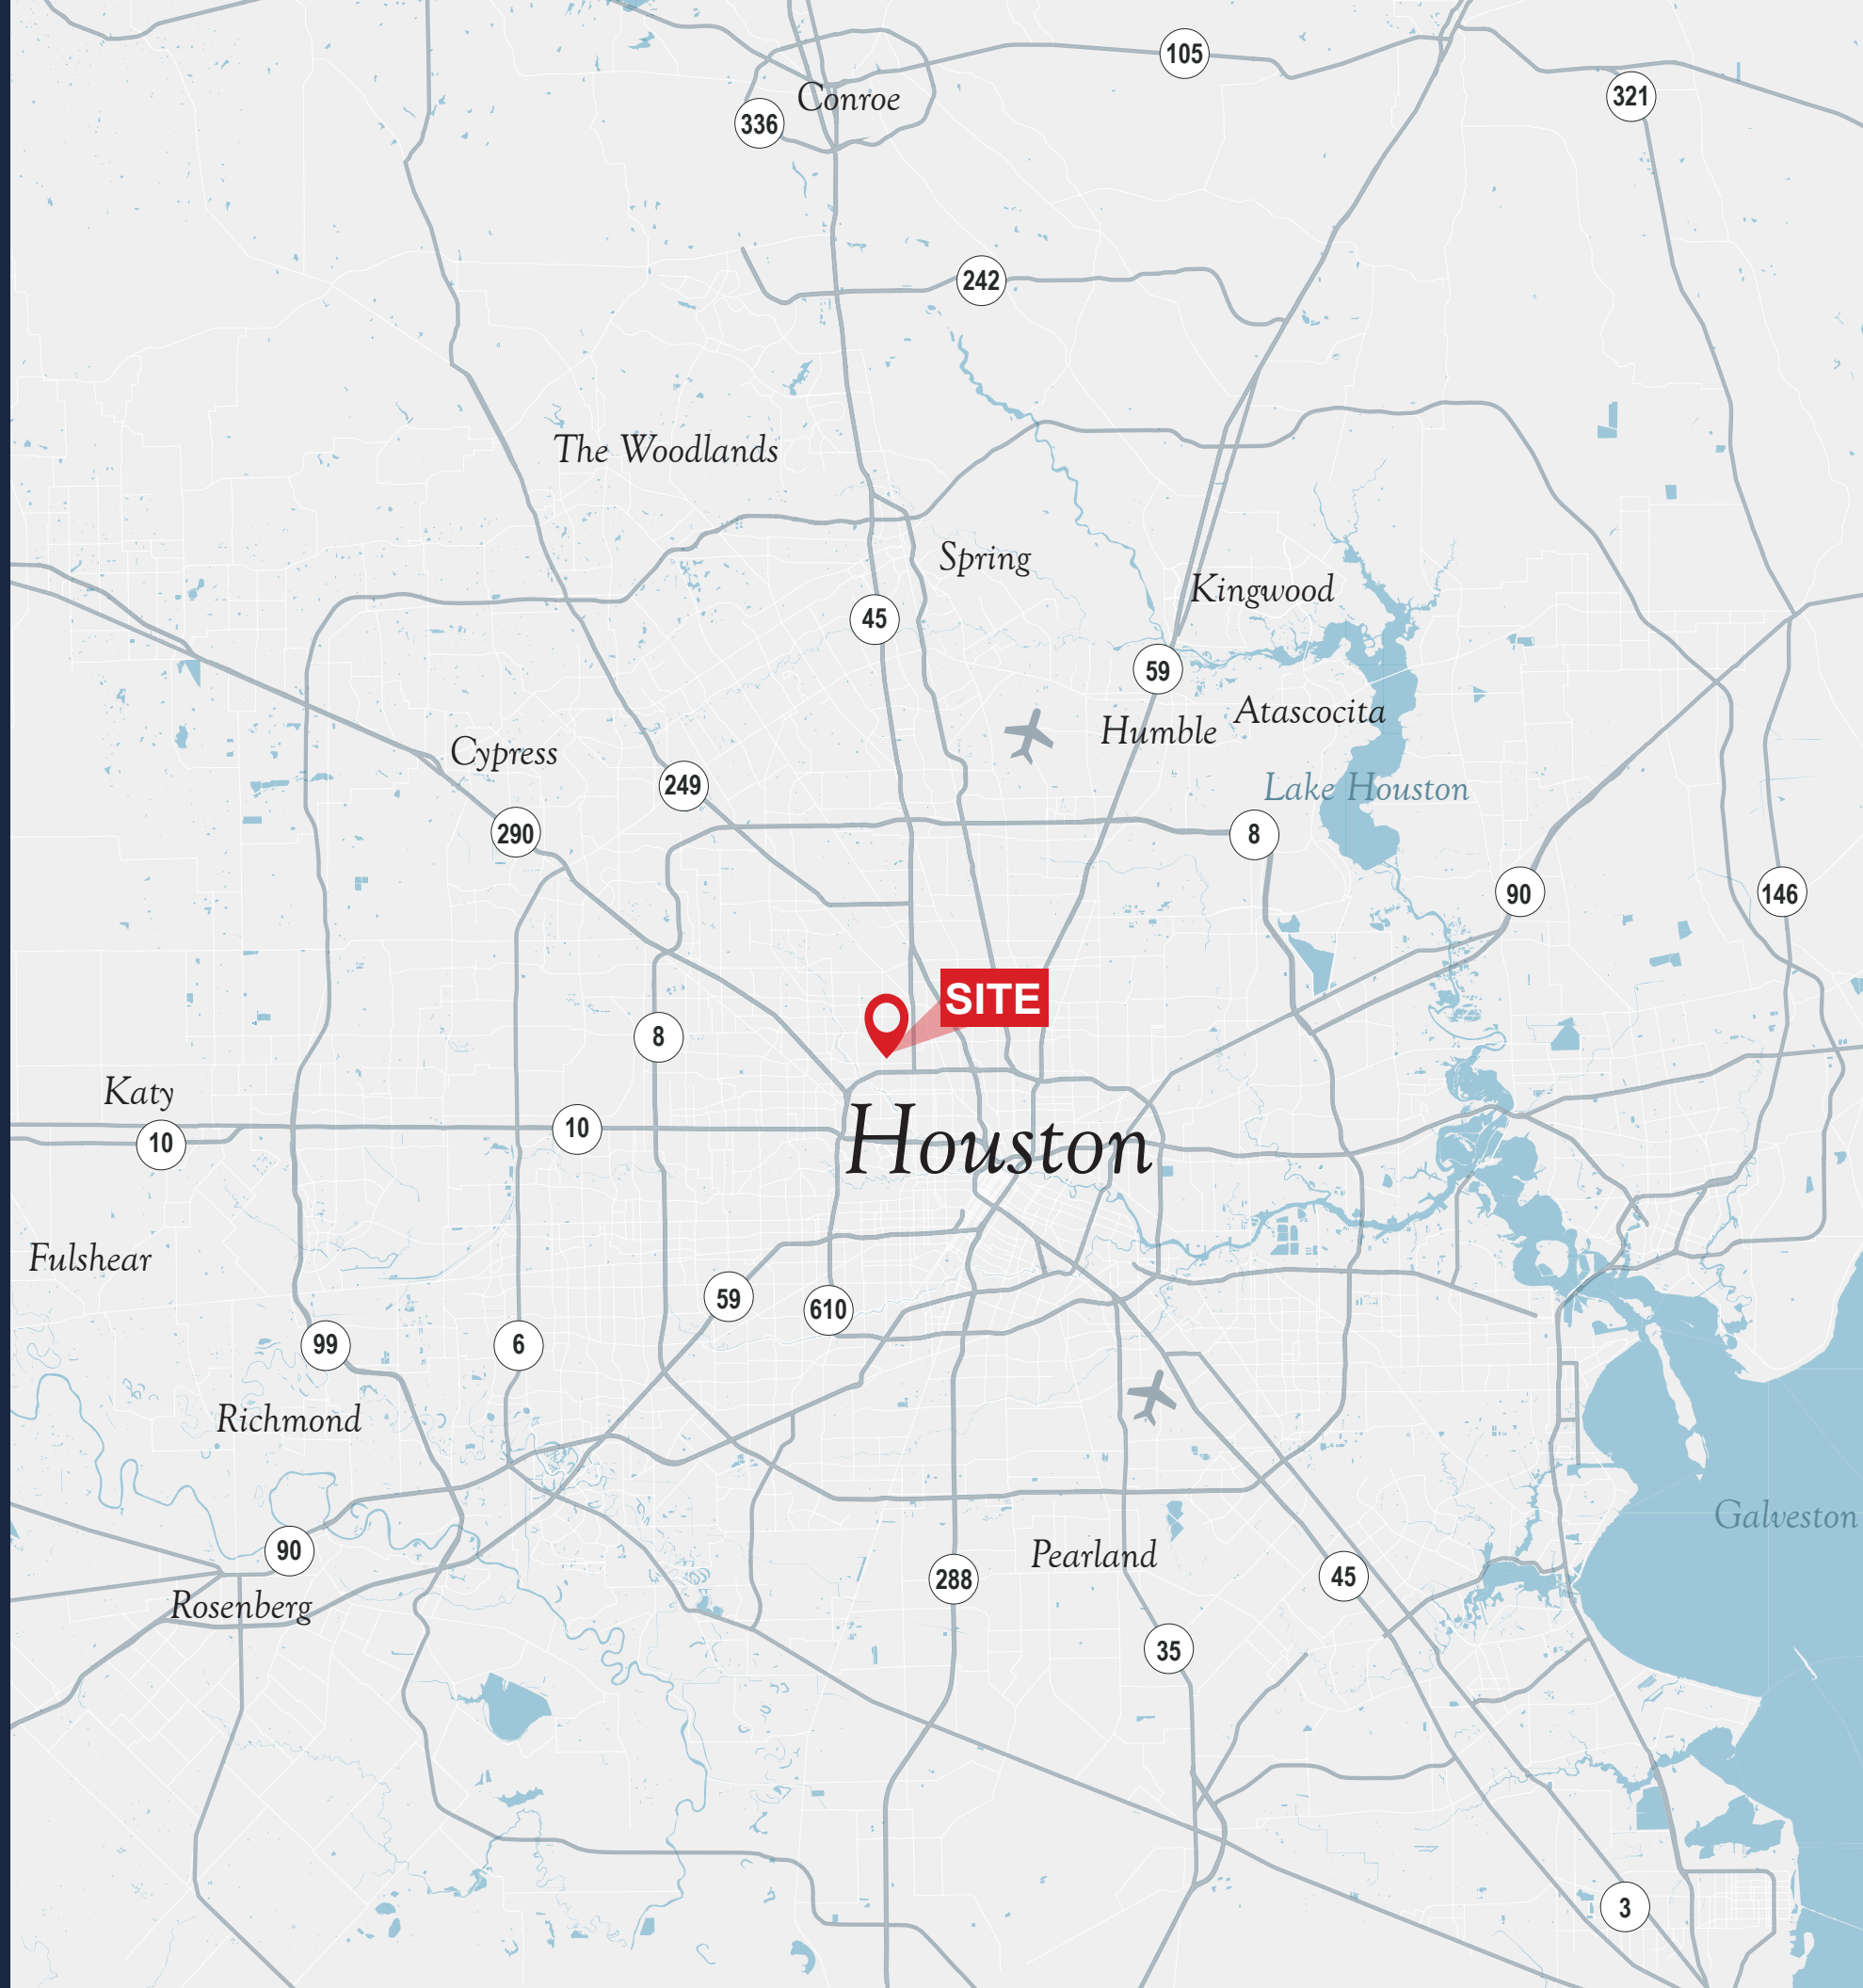 105
321
Conroe
336
242
The Woodlands
Spring
Kingwood
45
59
Atascocita
Humble
Cypress
249
Lake Houston
290
8
90
146
SITE
8
Katy
10
10
Houston
Fulshear
59
610
99
6
Richmond
Galveston
90
Pearland
288
45
Rosenberg
35
3